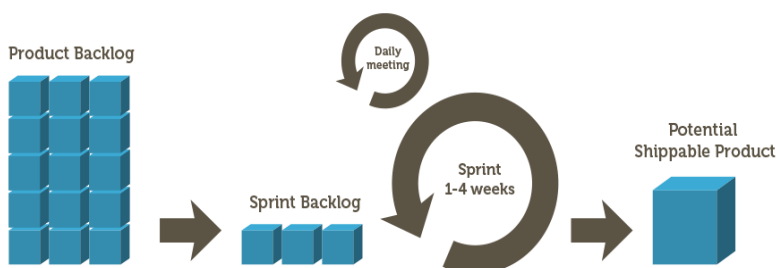 Product Backlog
Sprint Backlog
Daily
meeting
Sprint
1-4 weeks
Potential
Shippable Product